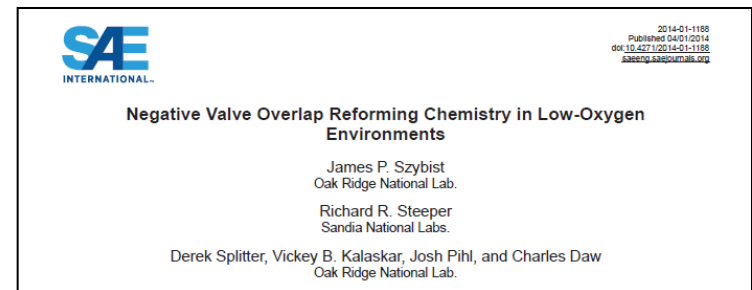 SAE
INTERNATIONAL™
2014-01-1188
Published 04/01/2014
doi:10.4271/2014-01-1188
saeeng.saejournals.org
Negative Valve Overlap Reforming Chemistry in Low-Oxygen
Environments
James P. Szybist
Oak Ridge National Lab.
Richard R. Steeper
Sandia National Labs.
Derek Splitter, Vickey B. Kalaskar, Josh Pihl, and Charles Daw
Oak Ridge National Lab.